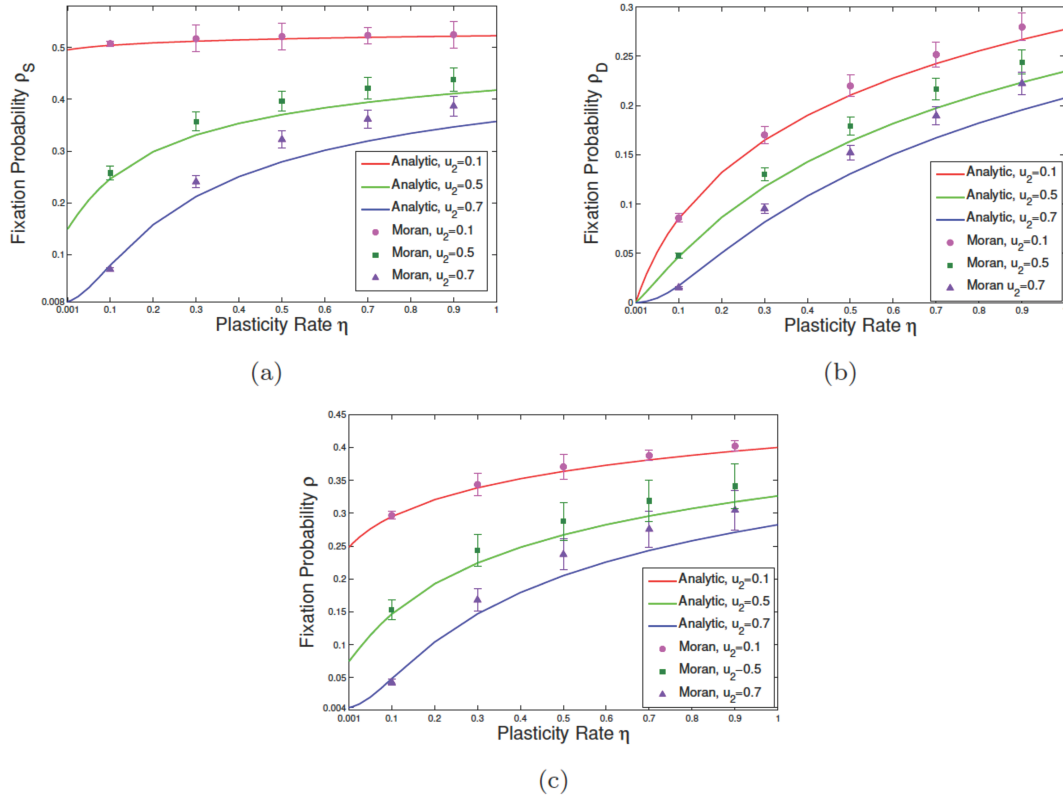 0.5
0.4
0.3
0.2
0.1
0.008
Fixation Probability ρS
0.001 0.1 0.2 0.3 0.4 0.5 0.6 0.7 0.8 0.9 1
Plasticity Rate η
Analytic, u2=0.1
Analytic, u2=0.5
Analytic, u2=0.7
Moran, u2=0.1
Moran, u2=0.5
Moran, u2=0.7
(a)
0.3
0.25
0.2
0.15
0.1
0.05
0
Fixation Probability ρD
0.001 0.1 0.2 0.3 0.4 0.5 0.6 0.7 0.8 0.9
Plasticity Rate η
Analytic, u2=0.1
Analytic, u2=0.5
Analytic, u2=0.7
Moran, u2=0.1
Moran, u2=0.5
Moran u2=0.7
(b)
0.45
0.4
0.35
0.3
0.25
0.2
0.15
0.1
0.05
0.004
Fixation Probability ρ
0.001 0.1 0.2 0.3 0.4 0.5 0.6 0.7 0.8 0.9 1
Plasticity Rate η
Analytic, u2=0.1
Analytic, u2=0.5
Analytic, u2=0.7
Moran, u2=0.1
Moran, u2-0.5
Moran, u2=0.7
(c)